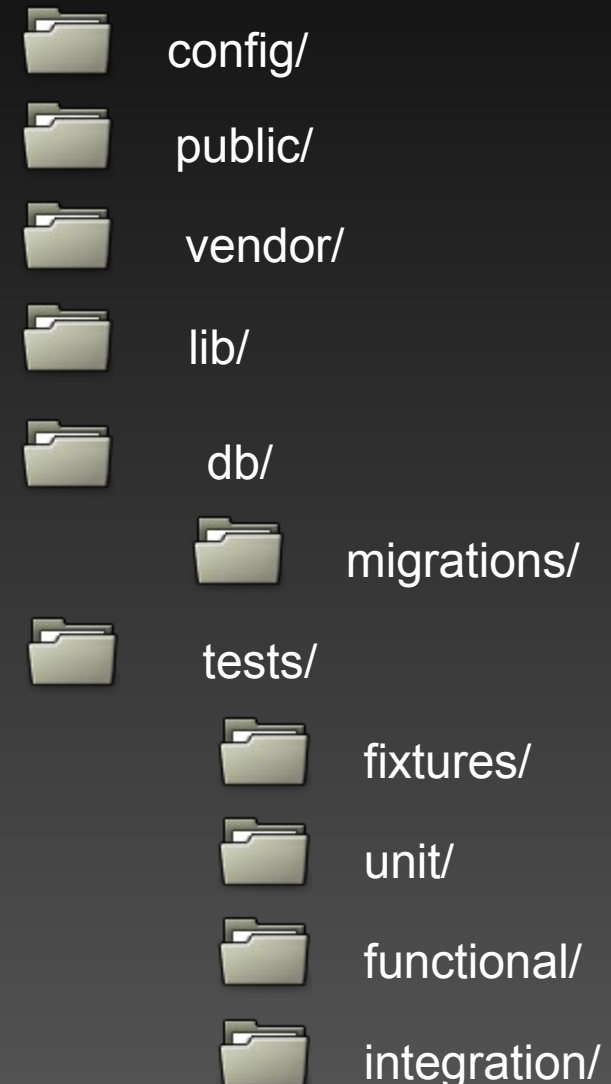 config/
public/
vendor/
lib/
db/
migrations/
tests/
fixtures/
unit/
functional/
integration/